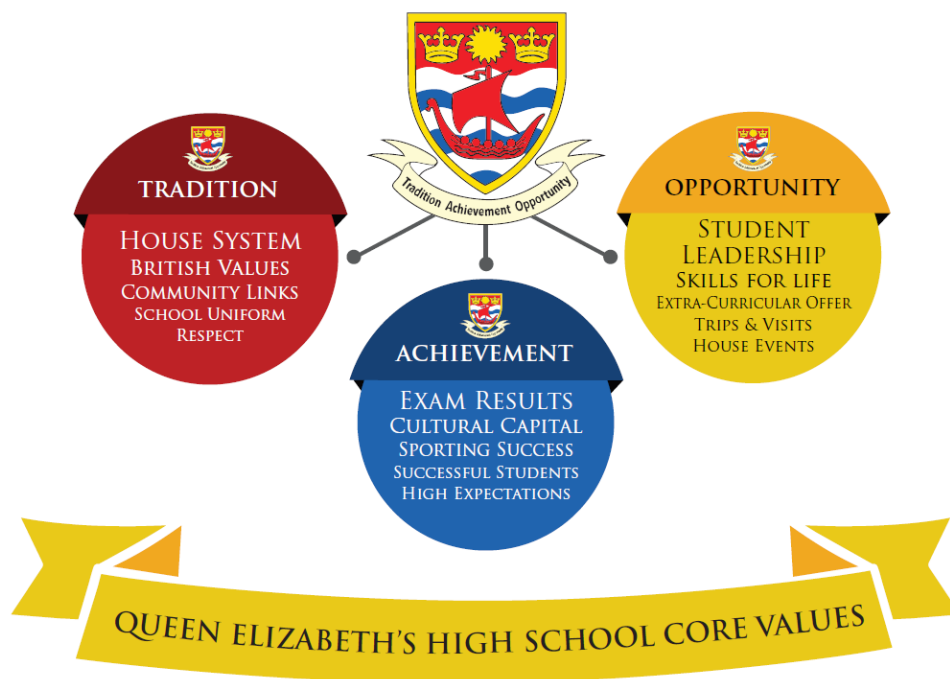 Tradition Achievement Opportunity
TRADITION
HOUSE SYSTEM
BRITISH VALUES
COMMUNITY LINKS
SCHOOL UNIFORM
RESPECT
ACHIEVEMENT
EXAM RESULTS
CULTURAL CAPITAL
SPORTING SUCCESS
SUCCESSFUL STUDENTS
HIGH EXPECTATIONS
OPPORTUNITY
STUDENT
LEADERSHIP
SKILLS FOR LIFE
EXTRA-CURRICULAR OFFER
TRIPS & VISITS
HOUSE EVENTS
QUEEN ELIZABETH'S HIGH SCHOOL CORE VALUES